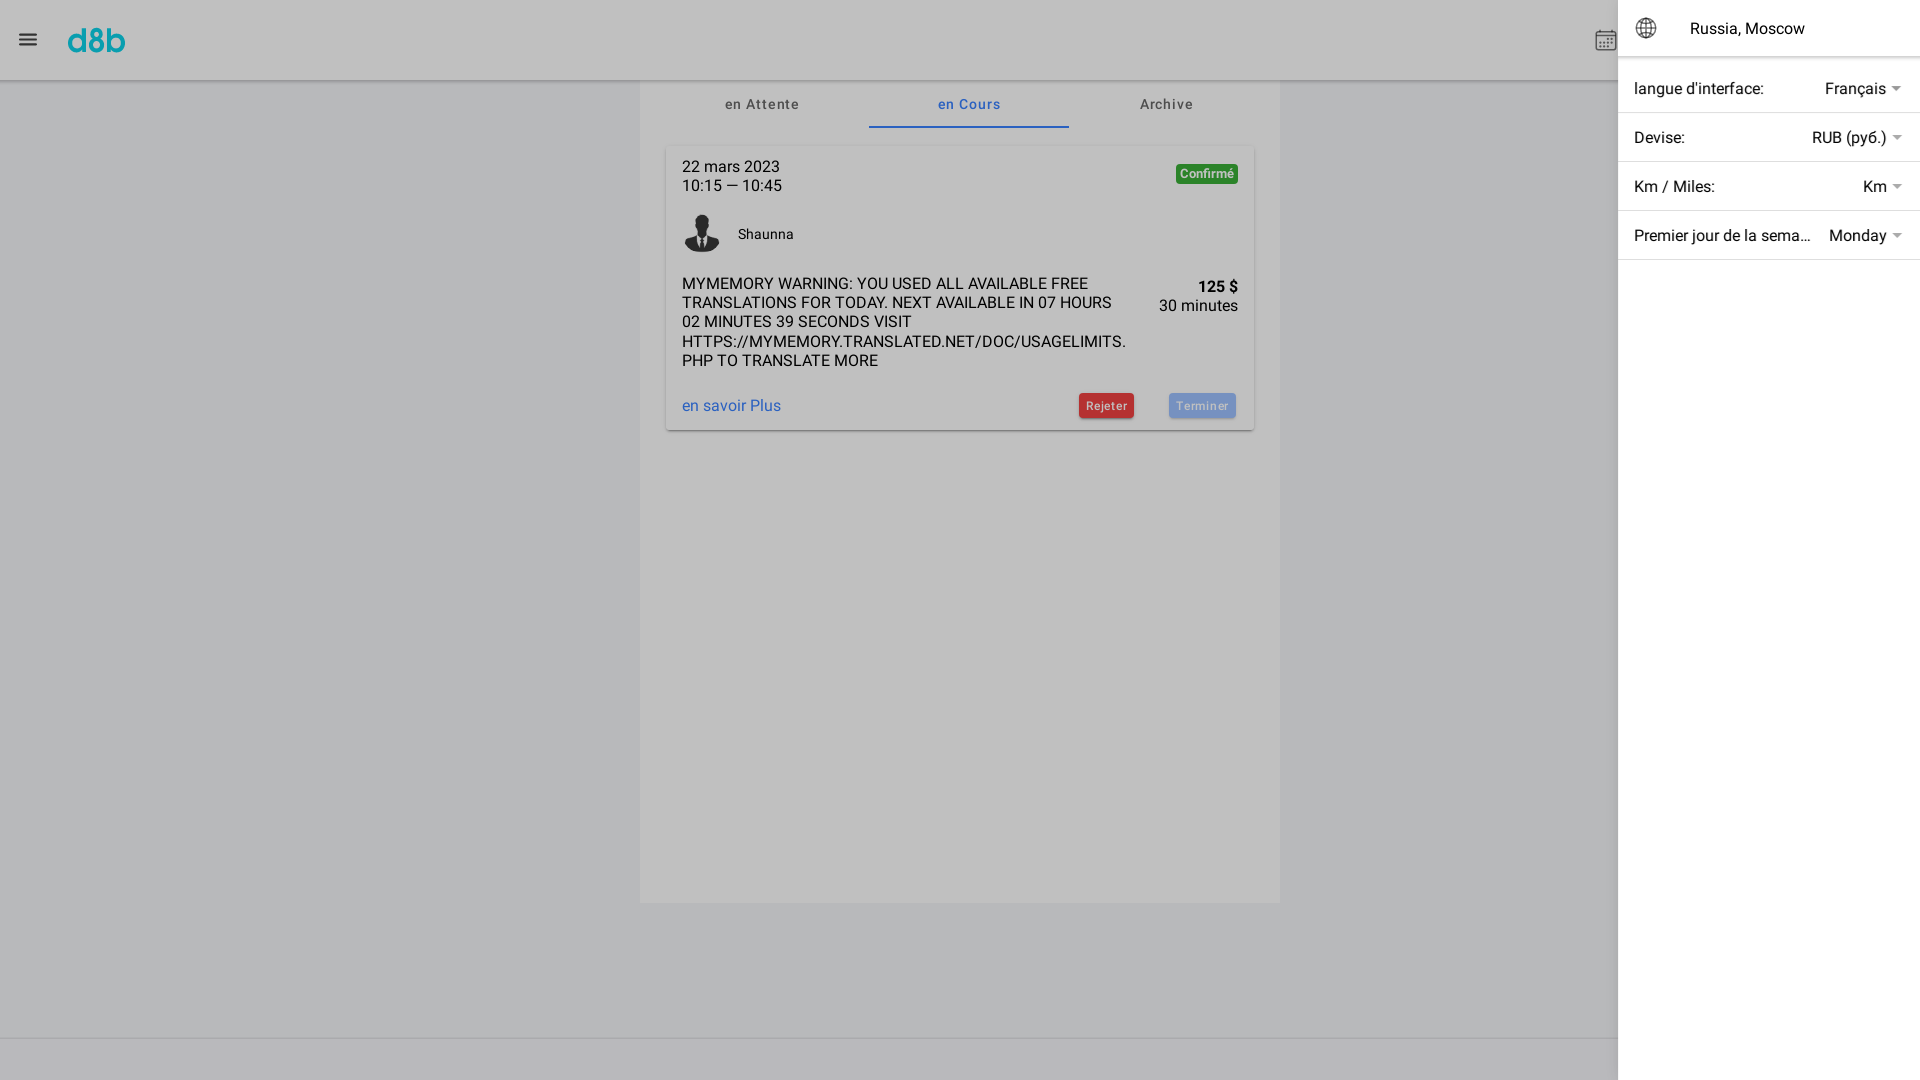 d8b
Russia, Moscow
langue d'interface: Français
Devise: RUB (руб.)
Km / Miles: Km
Premier jour de la sema... Monday
en Attente en Cours Archive
22 mars 2023
10:15 — 10:45
Confirmé
Shaunna
MYMEMORY WARNING: YOU USED ALL AVAILABLE FREE
TRANSLATIONS FOR TODAY. NEXT AVAILABLE IN 07 HOURS
02 MINUTES 39 SECONDS VISIT
HTTPS://MYMEMORY.TRANSLATED.NET/DOC/USAGELIMITS.
PHP TO TRANSLATE MORE
125 $
30 minutes
en savoir Plus Rejeter Terminer